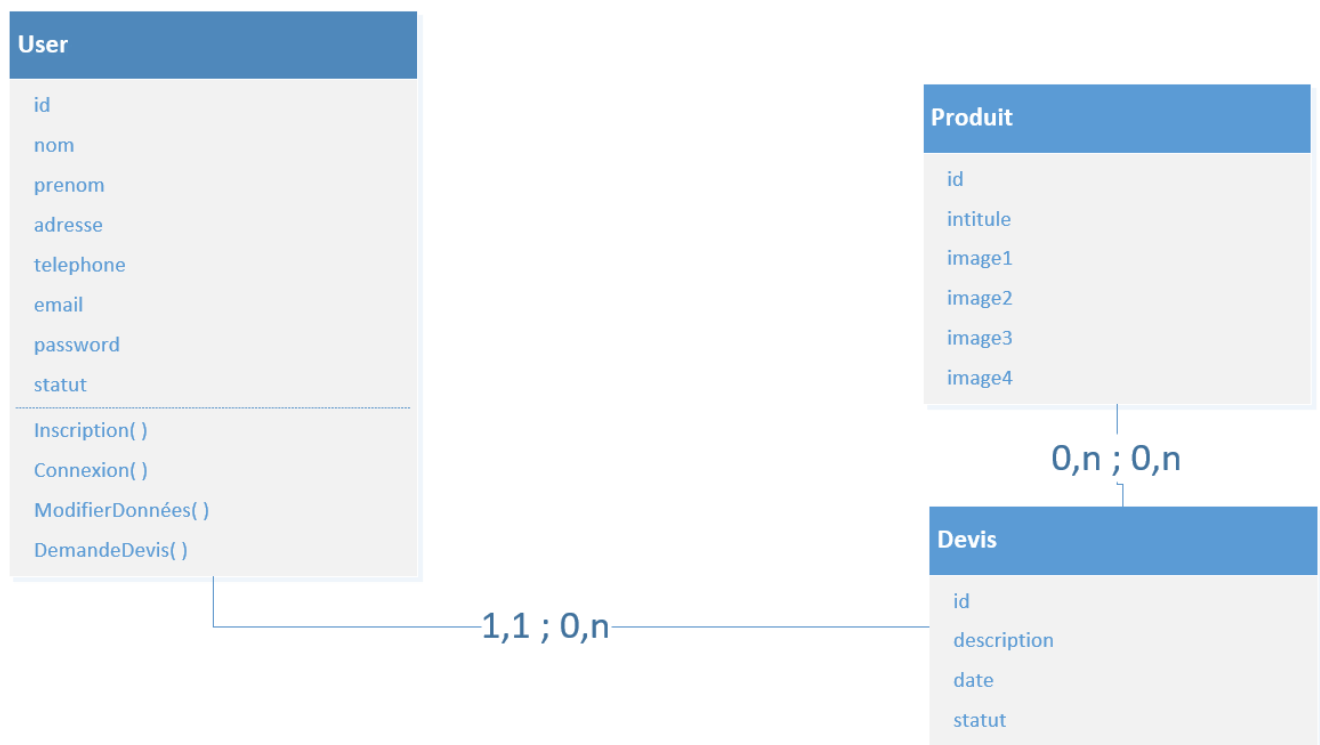 User
id
nom
prenom
adresse
telephone
email
password
statut
Inscription( )
Connexion( )
ModifierDonnées( )
DemandeDevis( )
Produit
id
intitule
image1
image2
image3
image4
0,n ; 0,n
1,1 ; 0,n
Devis
id
description
date
statut